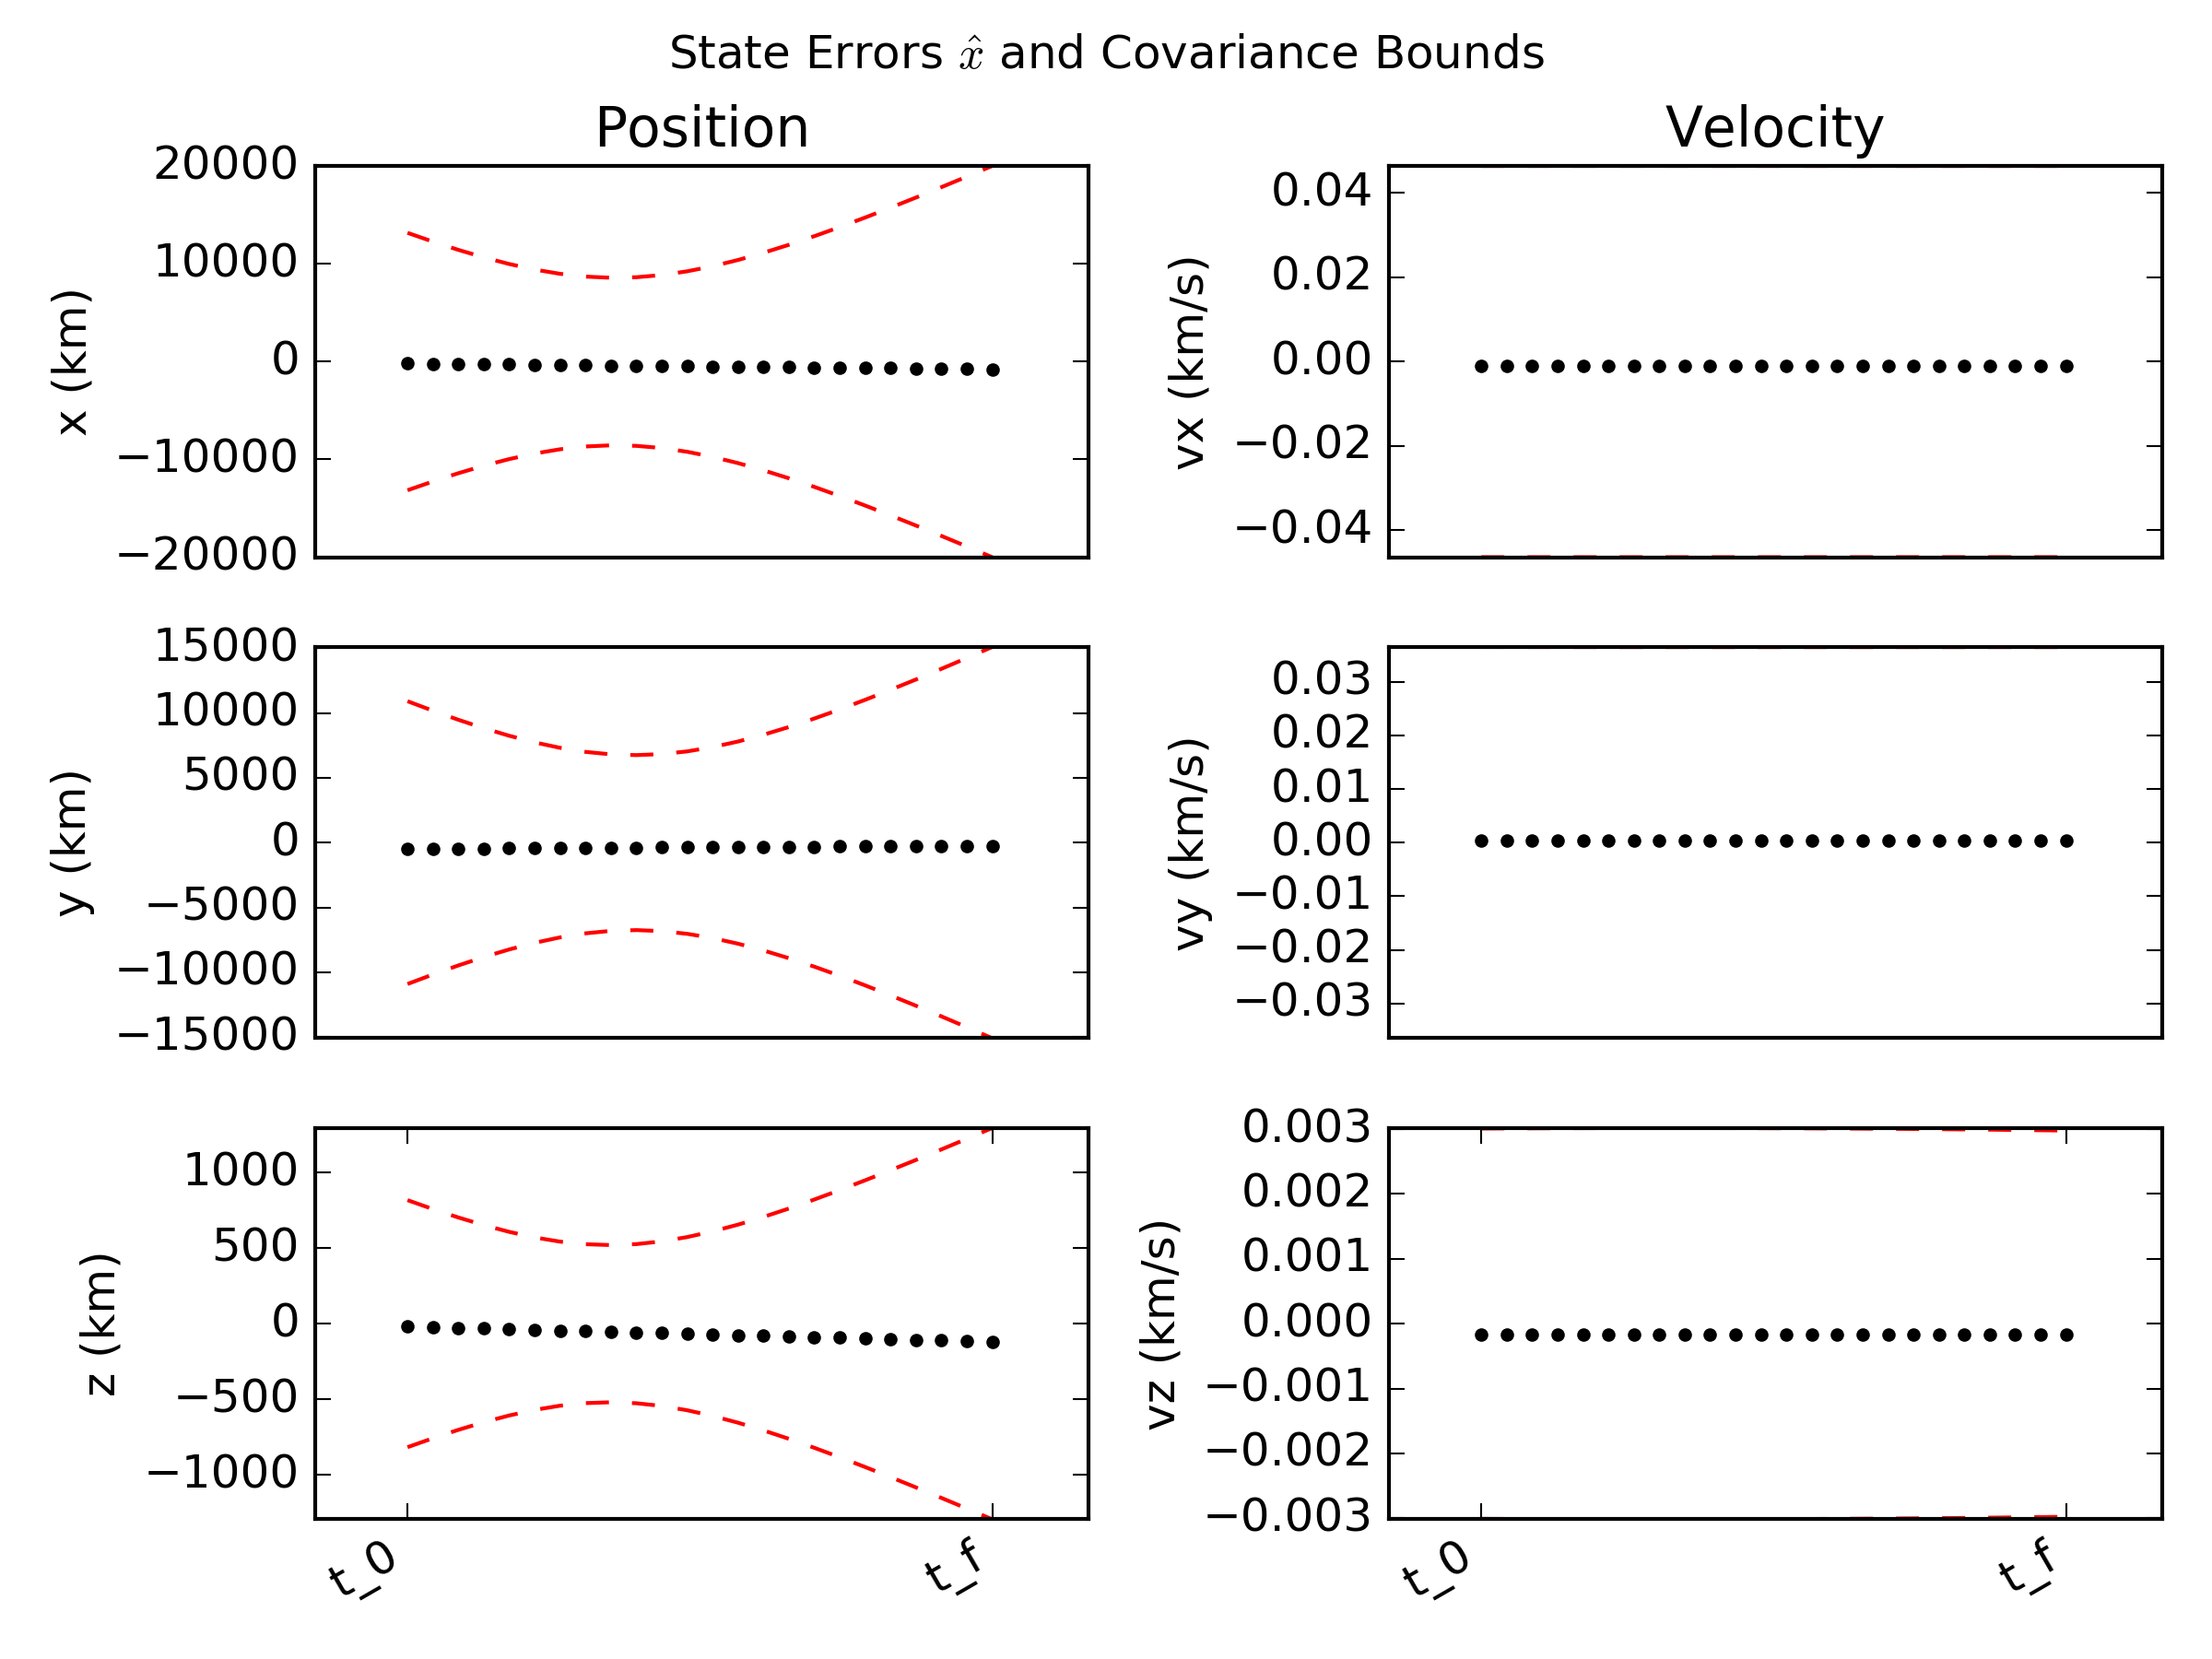 State Errors x̂ and Covariance Bounds
Position
20000
10000
0
−10000
−20000
x (km)
Velocity
0.04
0.02
0.00
−0.02
−0.04
vx (km/s)
15000
10000
5000
0
−5000
−10000
−15000
y (km)
0.03
0.02
0.01
0.00
−0.01
−0.02
−0.03
vy (km/s)
1000
500
0
−500
−1000
z (km)
t_0
t_f
0.003
0.002
0.001
0.000
−0.001
−0.002
−0.003
vz (km/s)
t_0
t_f